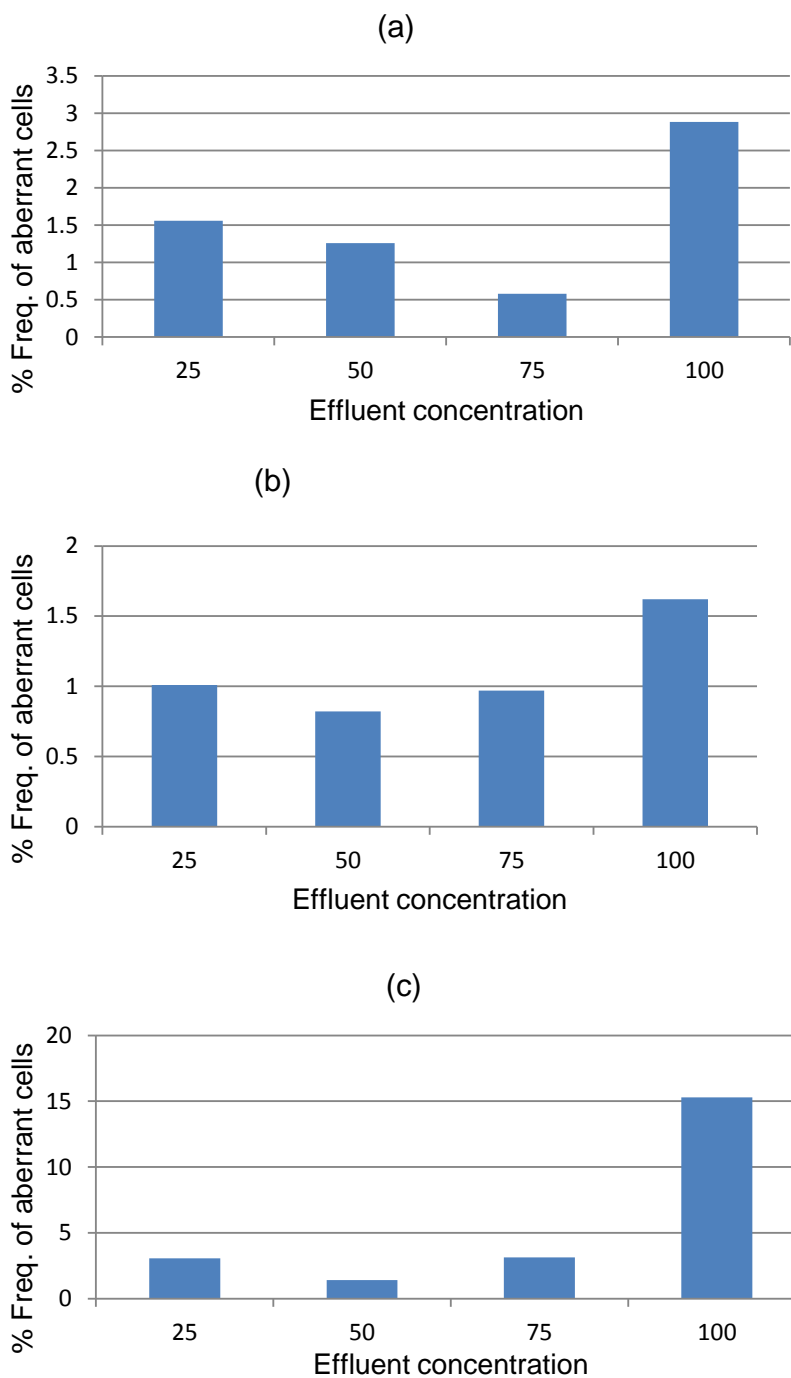 (a)
% Freq. of aberrant cells
3.5
3
2.5
2
1.5
1
0.5
0
25 50 75 100
Effluent concentration
(b)
% Freq. of aberrant cells
2
1.5
1
0.5
0
25 50 75 100
Effluent concentration
(c)
% Freq. of aberrant cells
20
15
10
5
0
25 50 75 100
Effluent concentration